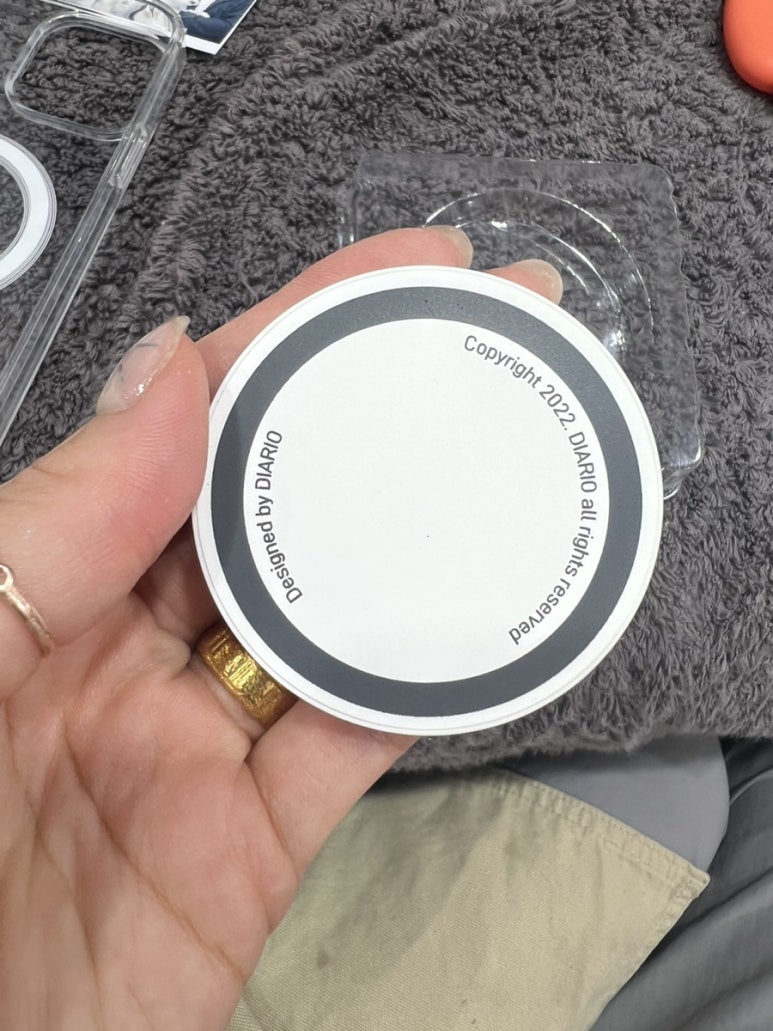 Copyright 2022. DIARIO all rights reserved
Designed by DIARIO